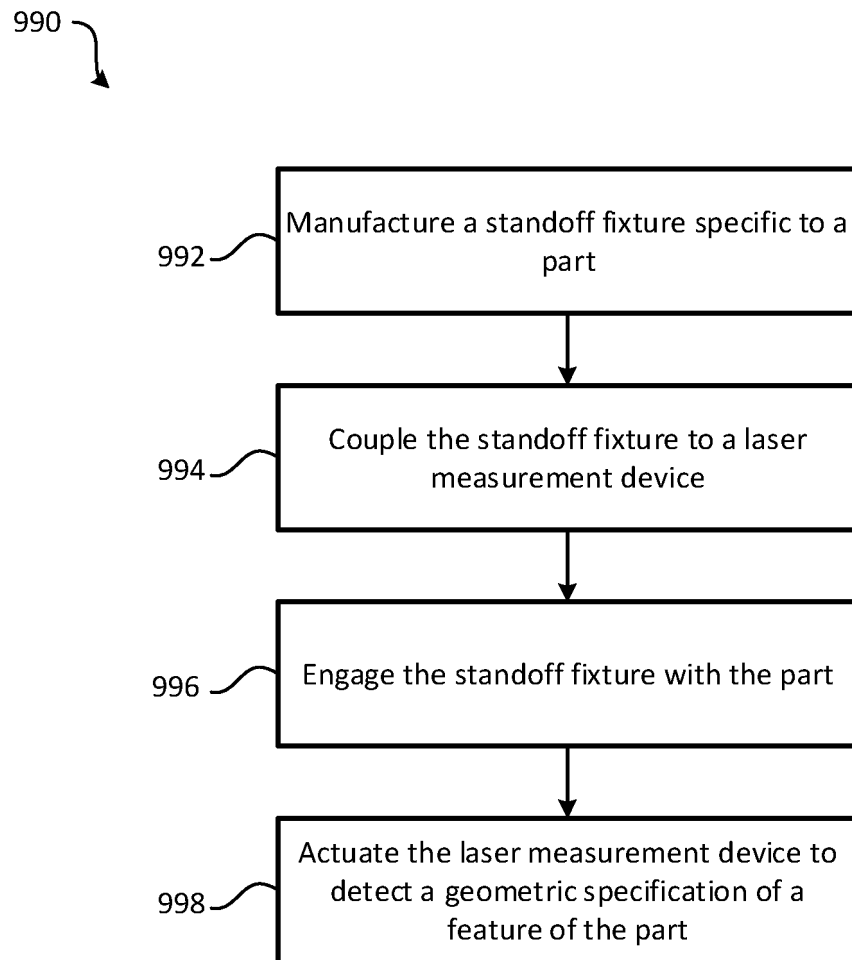 990
Manufacture a standoff fixture specific to a
part
992
Couple the standoff fixture to a laser
measurement device
994
Engage the standoff fixture with the part
996
Actuate the laser measurement device to
detect a geometric specification of a
feature of the part
998